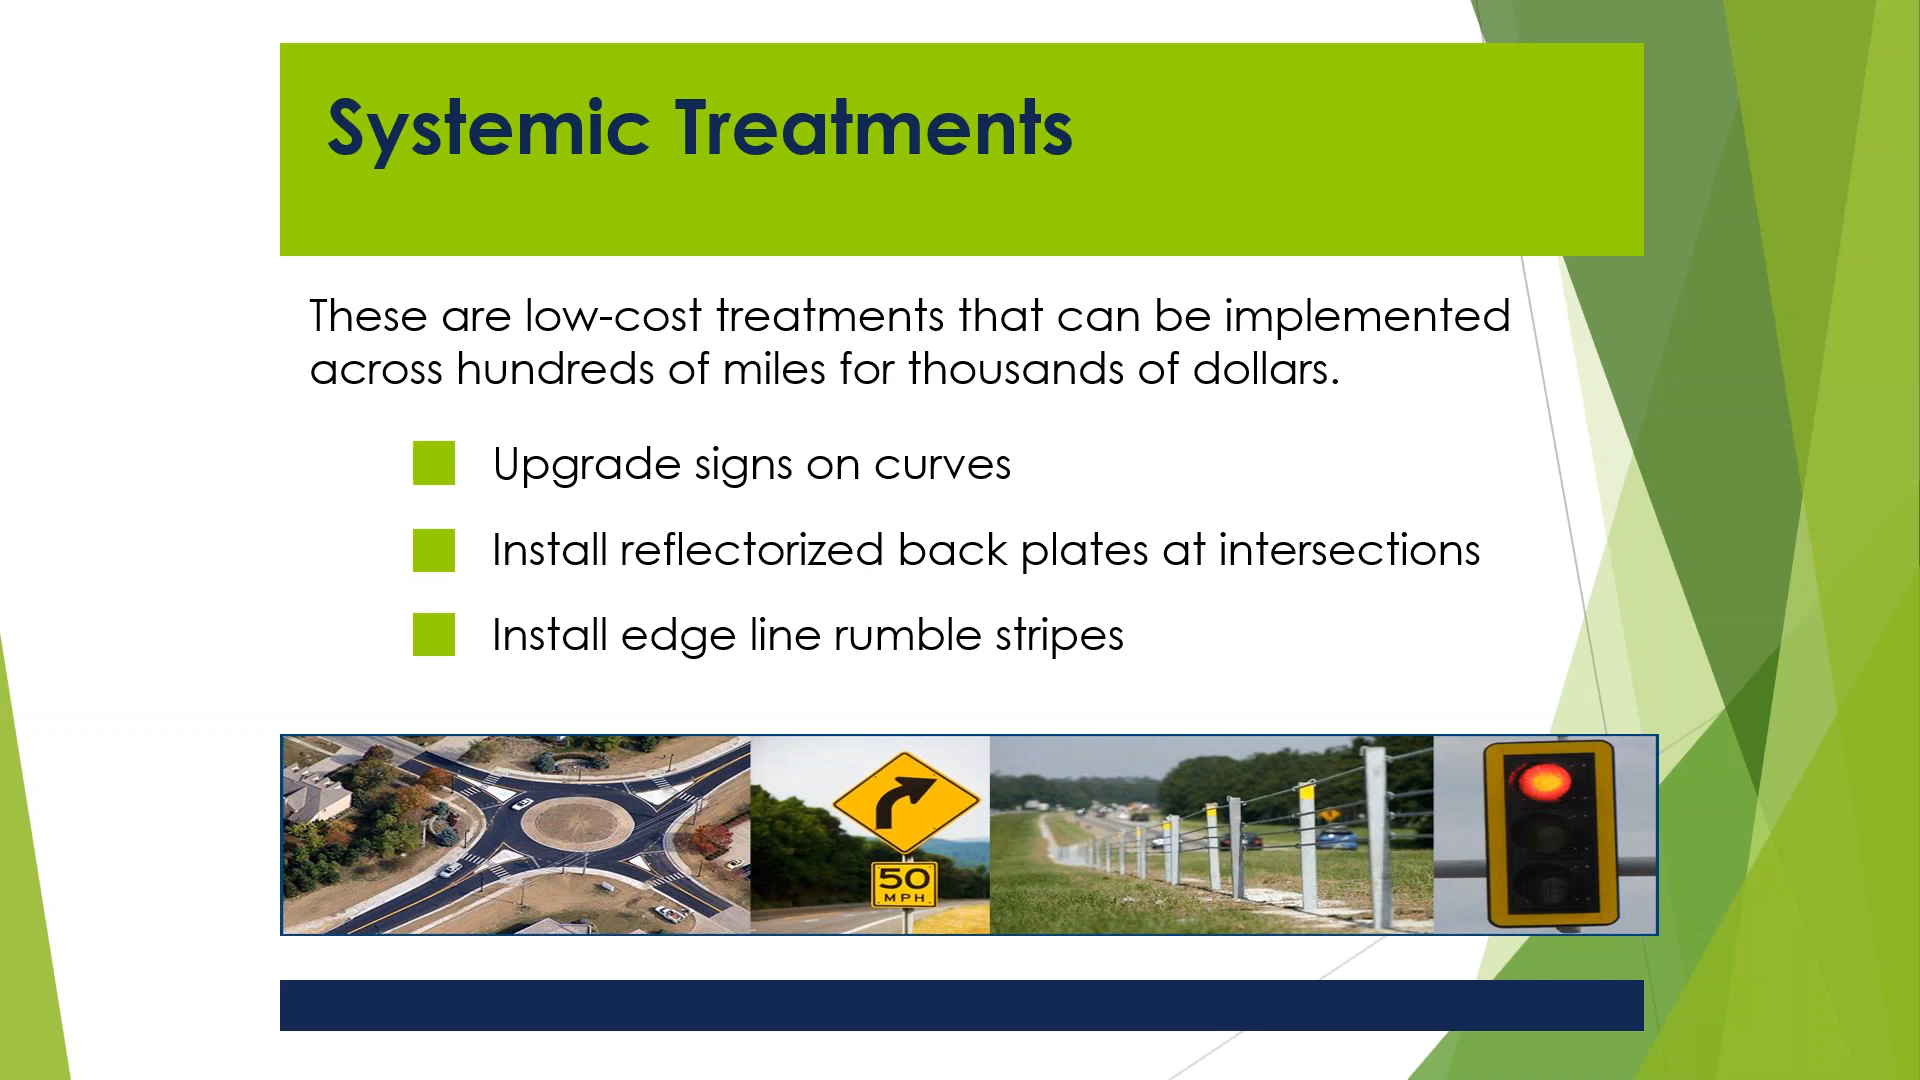 Systemic Treatments
These are low-cost treatments that can be implemented
across hundreds of miles for thousands of dollars.
Upgrade signs on curves
Install reflectorized back plates at intersections
Install edge line rumble stripes
50
MPH